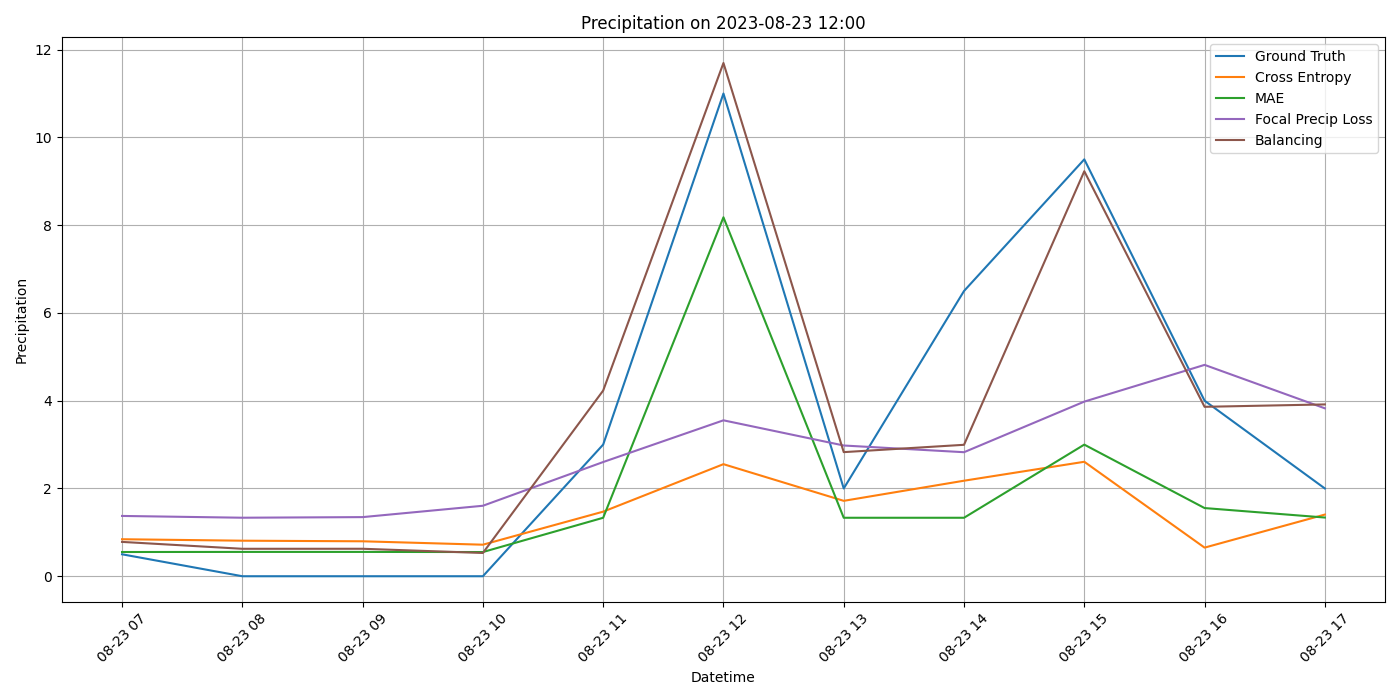 Precipitation on 2023-08-23 12:00
Ground Truth
Cross Entropy
MAE
Focal Precip Loss
Balancing
Precipitation
12
10
8
6
4
2
0
08-23 07
08-23 08
08-23 09
08-23 10
08-23 11
08-23 12
08-23 13
08-23 14
08-23 15
08-23 16
08-23 17
Datetime